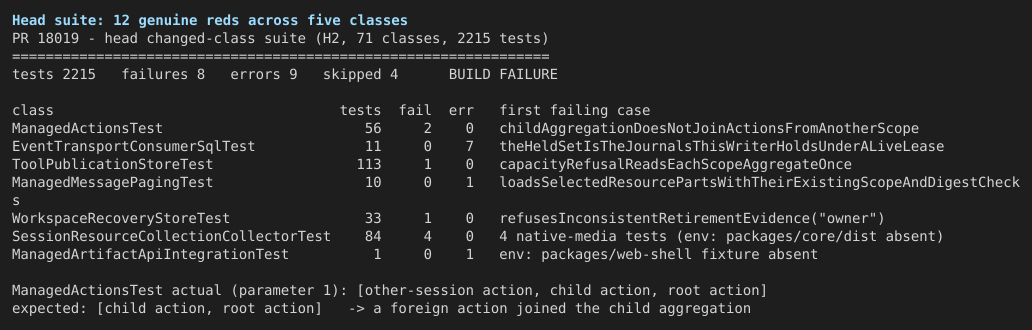 Head suite: 12 genuine reds across five classes
PR 18019 - head changed-class suite (H2, 71 classes, 2215 tests)
================================================================
tests 2215   failures 8   errors 9   skipped 4      BUILD FAILURE
class                                  tests  fail  err   first failing case
ManagedActionsTest                        56     2    0   childAggregationDoesNotJoinActionsFromAnotherScope
EventTransportConsumerSqlTest             11     0    7   theHeldSetIsTheJournalsThisWriterHoldsUnderALiveLease
ToolPublicationStoreTest                 113     1    0   capacityRefusalReadsEachScopeAggregateOnce
ManagedMessagePagingTest                  10     0    1   loadsSelectedResourcePartsWithTheirExistingScopeAndDigestCheck
s
WorkspaceRecoveryStoreTest                33     1    0   refusesInconsistentRetirementEvidence("owner")
SessionResourceCollectionCollectorTest    84     4    0   4 native-media tests (env: packages/core/dist absent)
ManagedArtifactApiIntegrationTest          1     0    1   env: packages/web-shell fixture absent
ManagedActionsTest actual (parameter 1): [other-session action, child action, root action]
expected: [child action, root action]   -> a foreign action joined the child aggregation